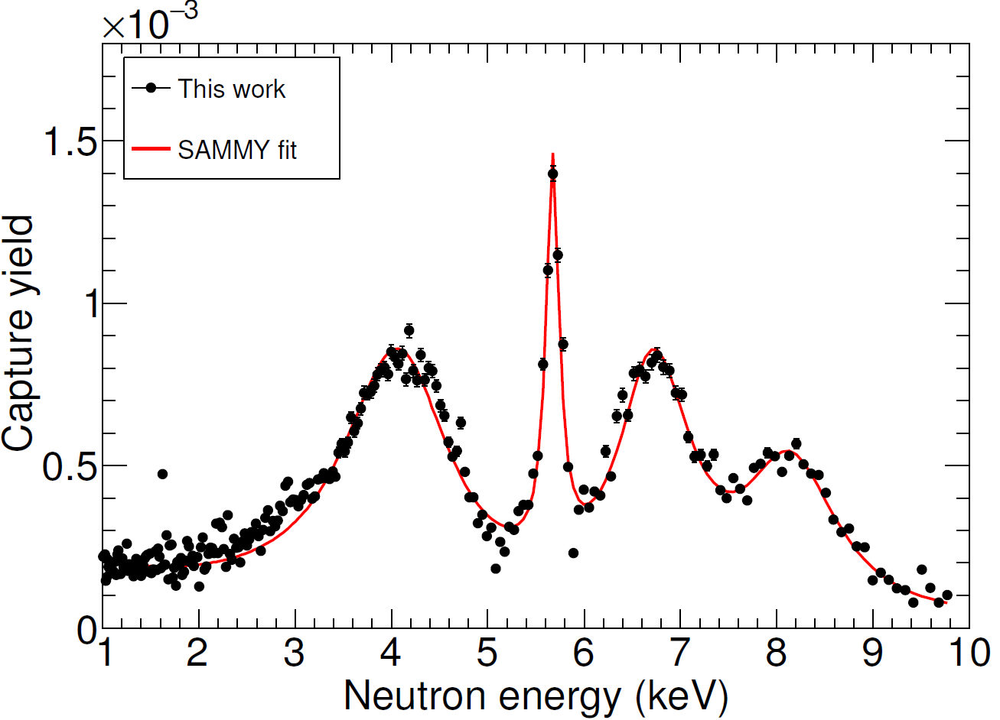 ×10⁻³
This work
SAMMY fit
1.5
1
0.5
0
Capture yield
1 2 3 4 5 6 7 8 9 10
Neutron energy (keV)